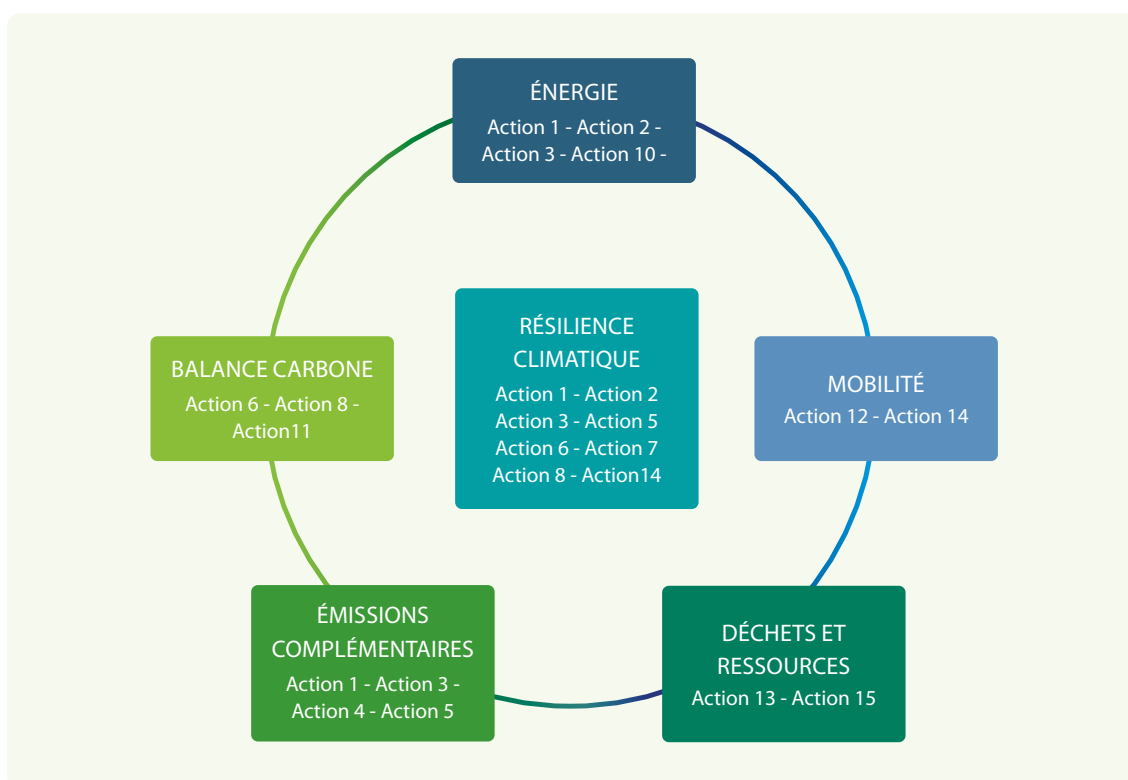 ÉNERGIE
Action 1 - Action 2 -
Action 3 - Action 10 -
BALANCE CARBONE
Action 6 - Action 8 -
Action11
RÉSILIENCE
CLIMATIQUE
Action 1 - Action 2
Action 3 - Action 5
Action 6 - Action 7
Action 8 - Action14
MOBILITÉ
Action 12 - Action 14
ÉMISSIONS
COMPLÉMENTAIRES
Action 1 - Action 3 -
Action 4 - Action 5
DÉCHETS ET
RESSOURCES
Action 13 - Action 15